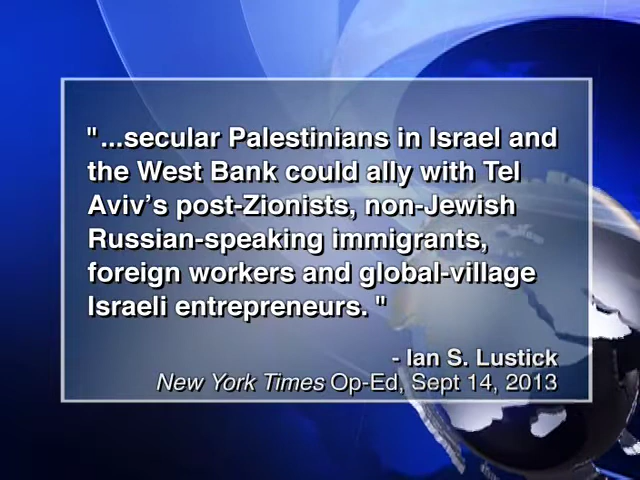 "...secular Palestinians in Israel and
the West Bank could ally with Tel
Aviv's post-Zionists, non-Jewish
Russian-speaking immigrants,
foreign workers and global-village
Israeli entrepreneurs. "
- Ian S. Lustick
New York Times Op-Ed, Sept 14, 2013